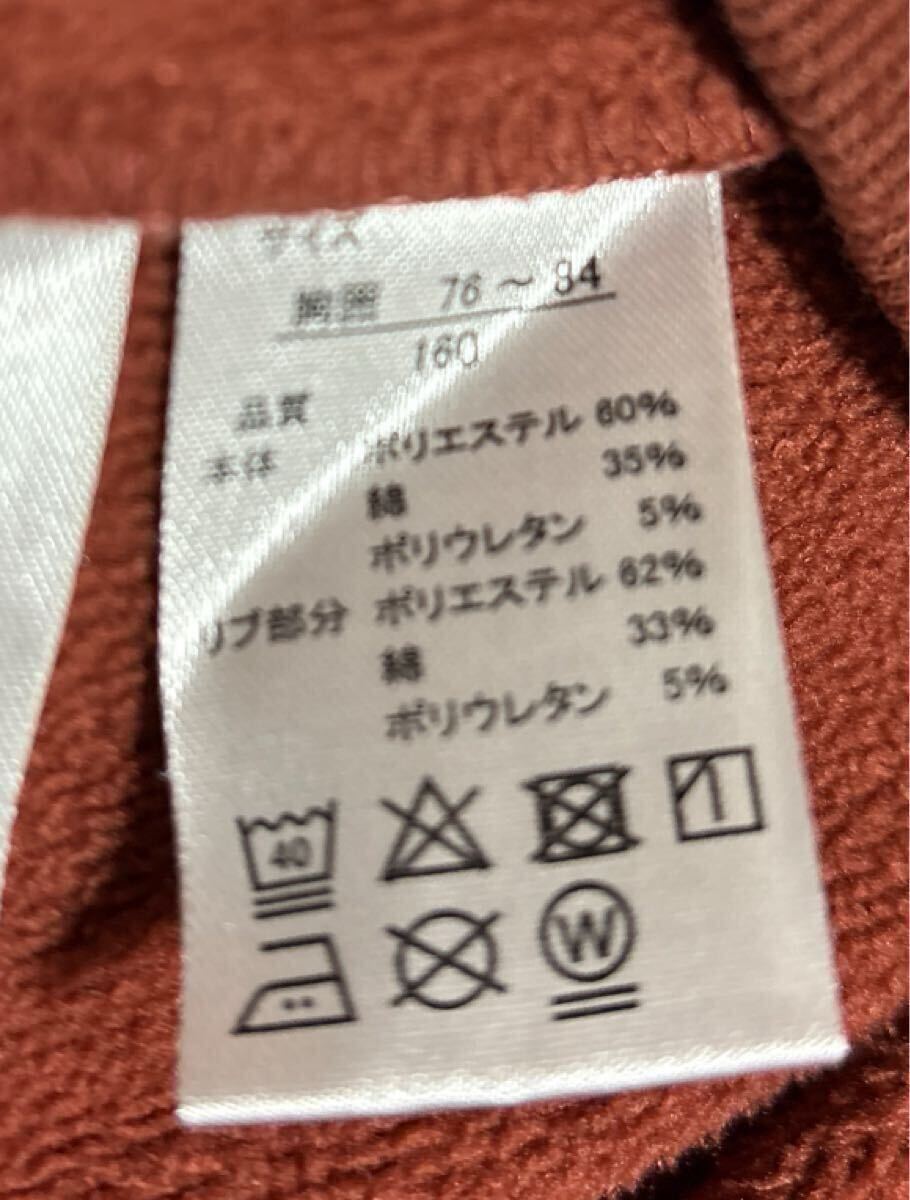 サイズ
胸囲 76〜84
160
品質
本体 ポリエステル 60%
綿 35%
ポリウレタン 5%
リブ部分 ポリエステル 62%
綿 33%
ポリウレタン 5%
40
W